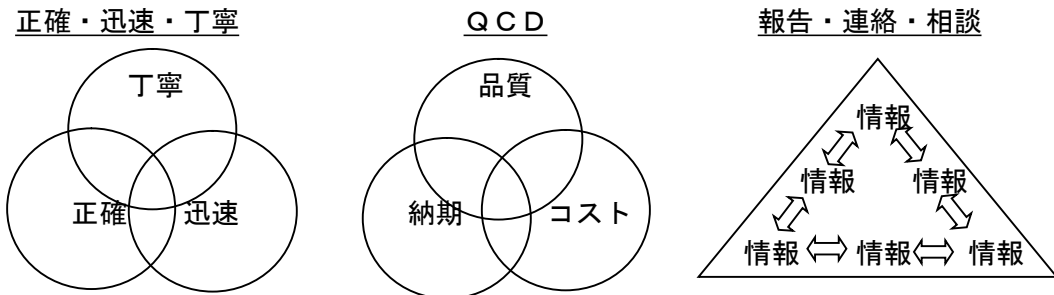 正確・迅速・丁寧
丁寧
正確 迅速
ＱＣＤ
品質
納期 コスト
報告・連絡・相談
情報
情報 情報
情報 情報 情報